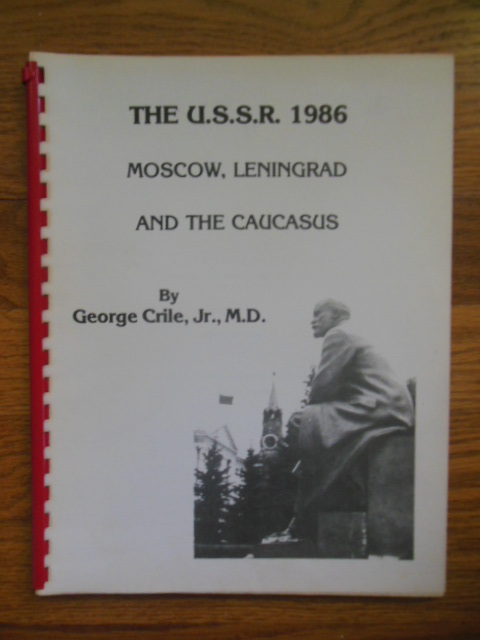 THE U.S.S.R. 1986
MOSCOW, LENINGRAD
AND THE CAUCASUS
By
George Crile, Jr., M.D.